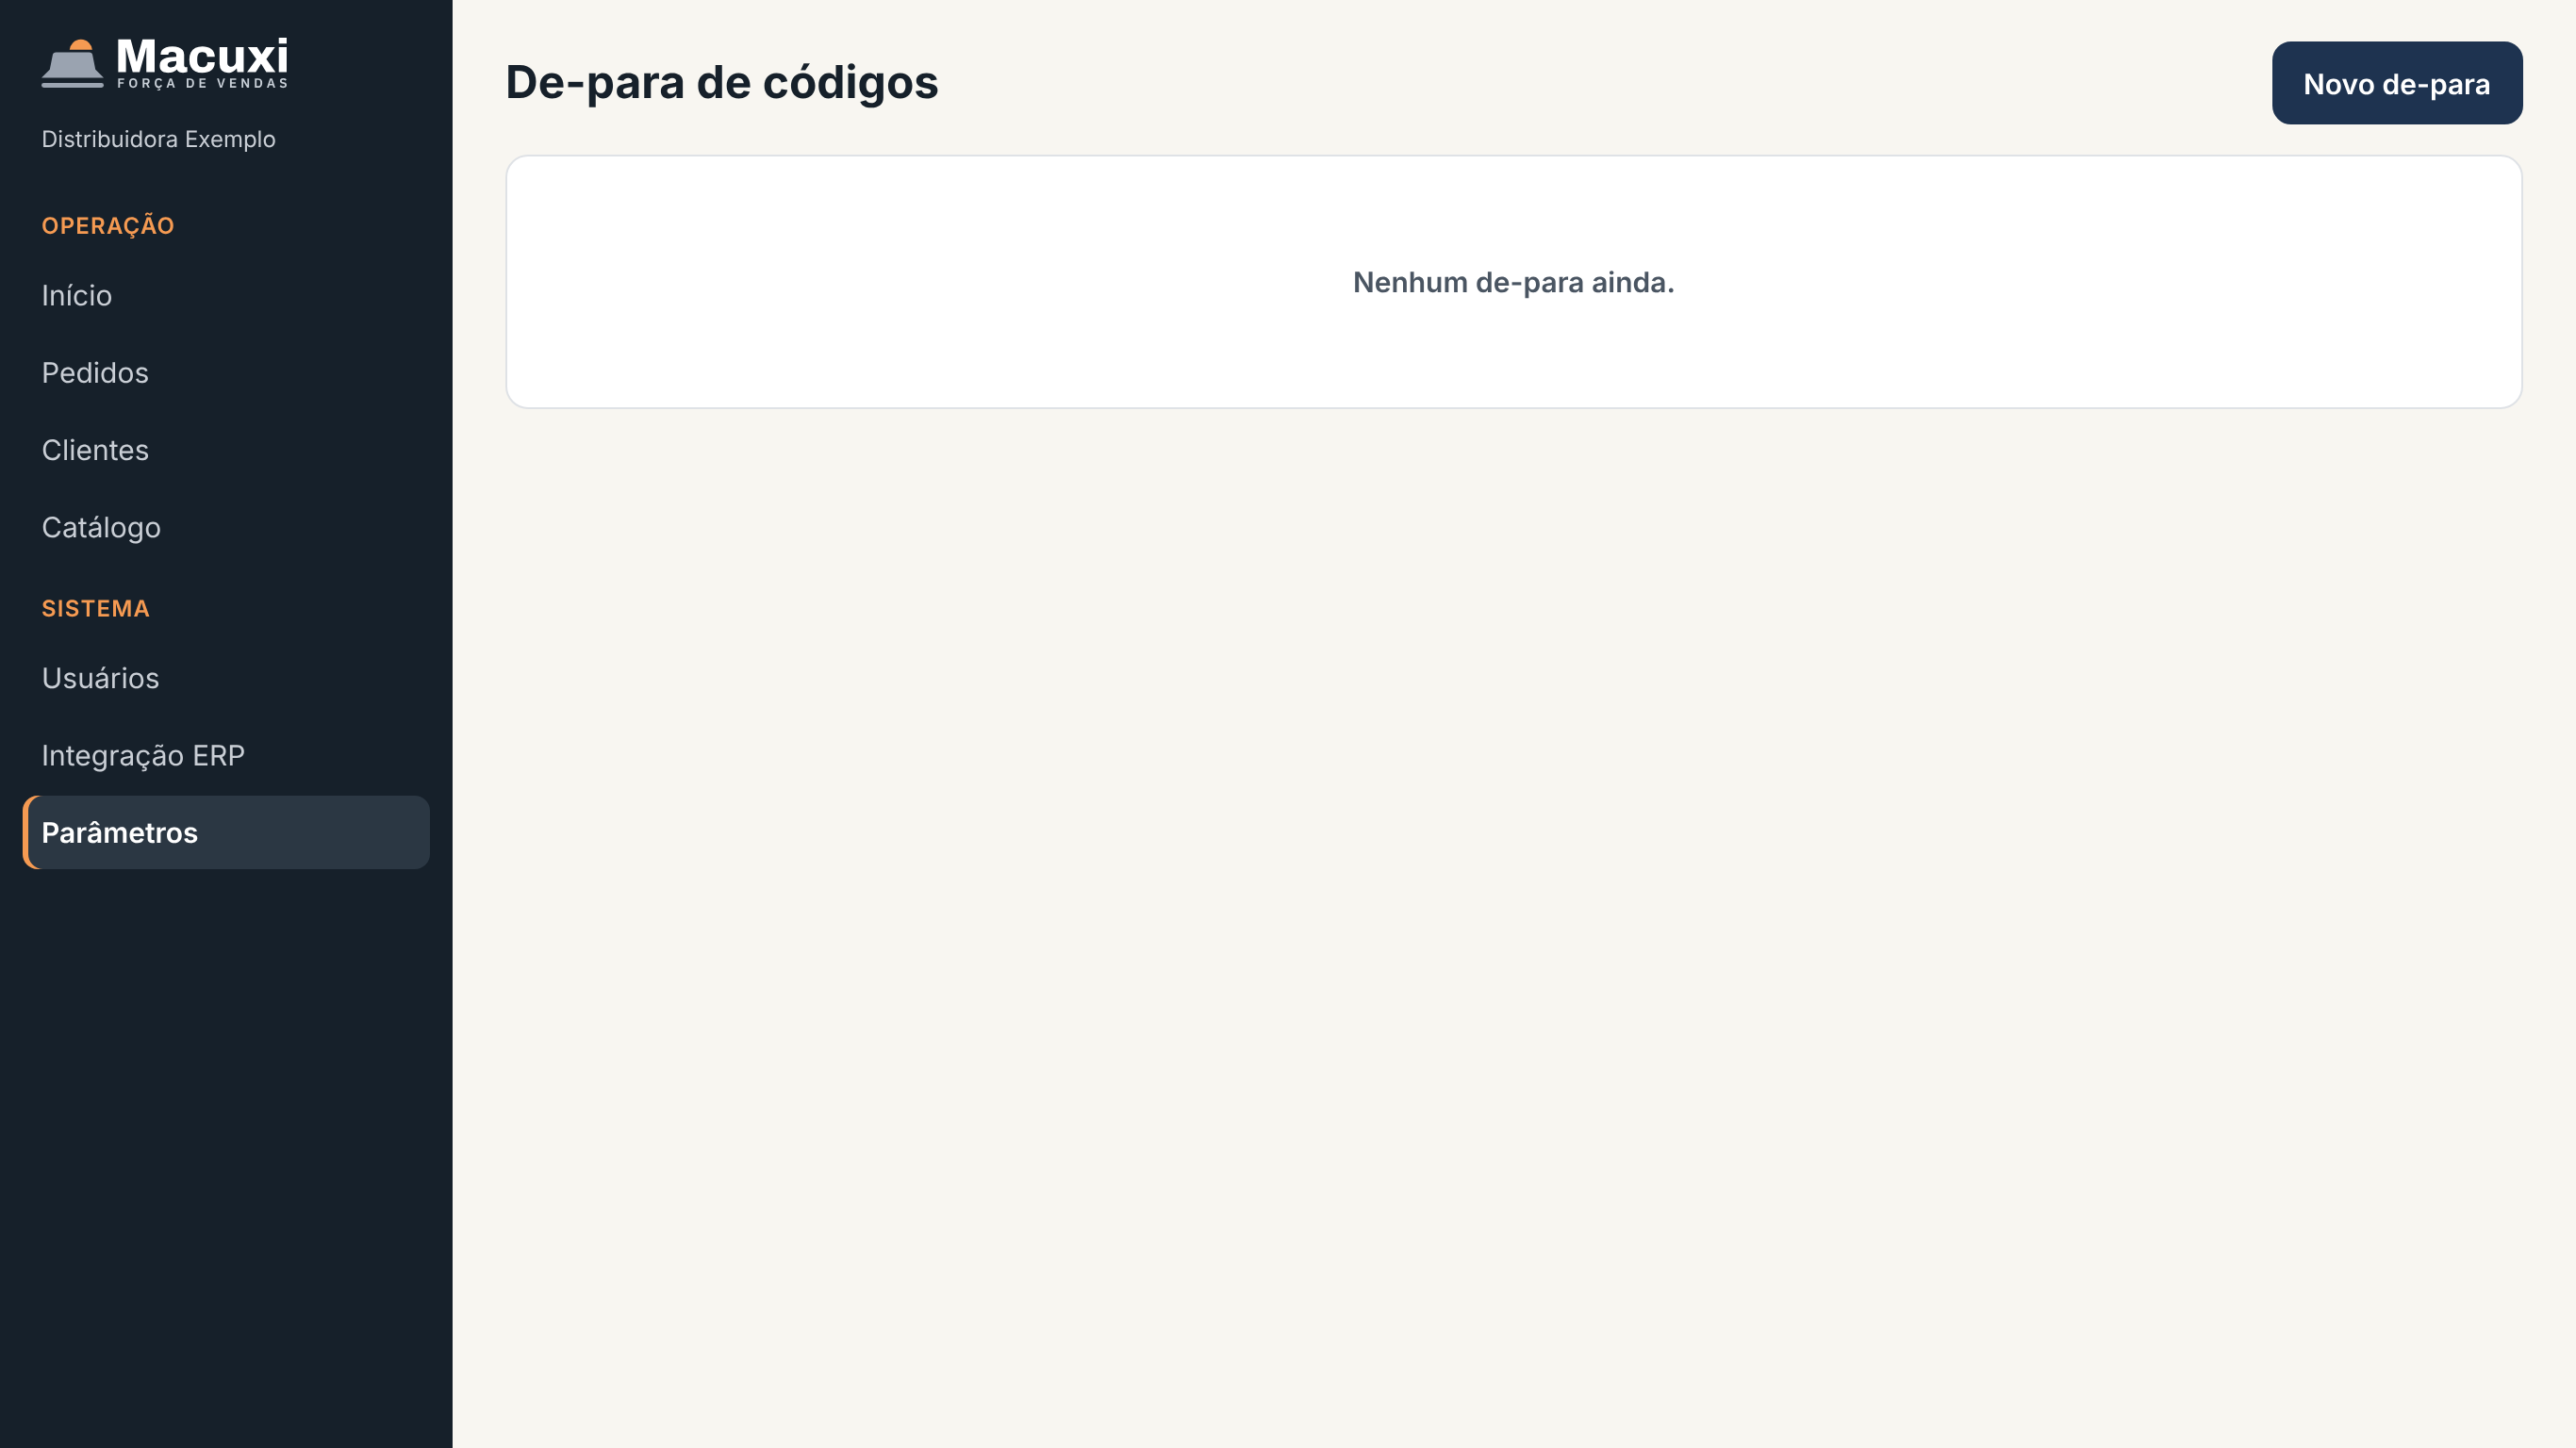 Macuxi
FORÇA DE VENDAS
Distribuidora Exemplo
OPERAÇÃO
Início
Pedidos
Clientes
Catálogo
SISTEMA
Usuários
Integração ERP
Parâmetros
De-para de códigos
Novo de-para
Nenhum de-para ainda.